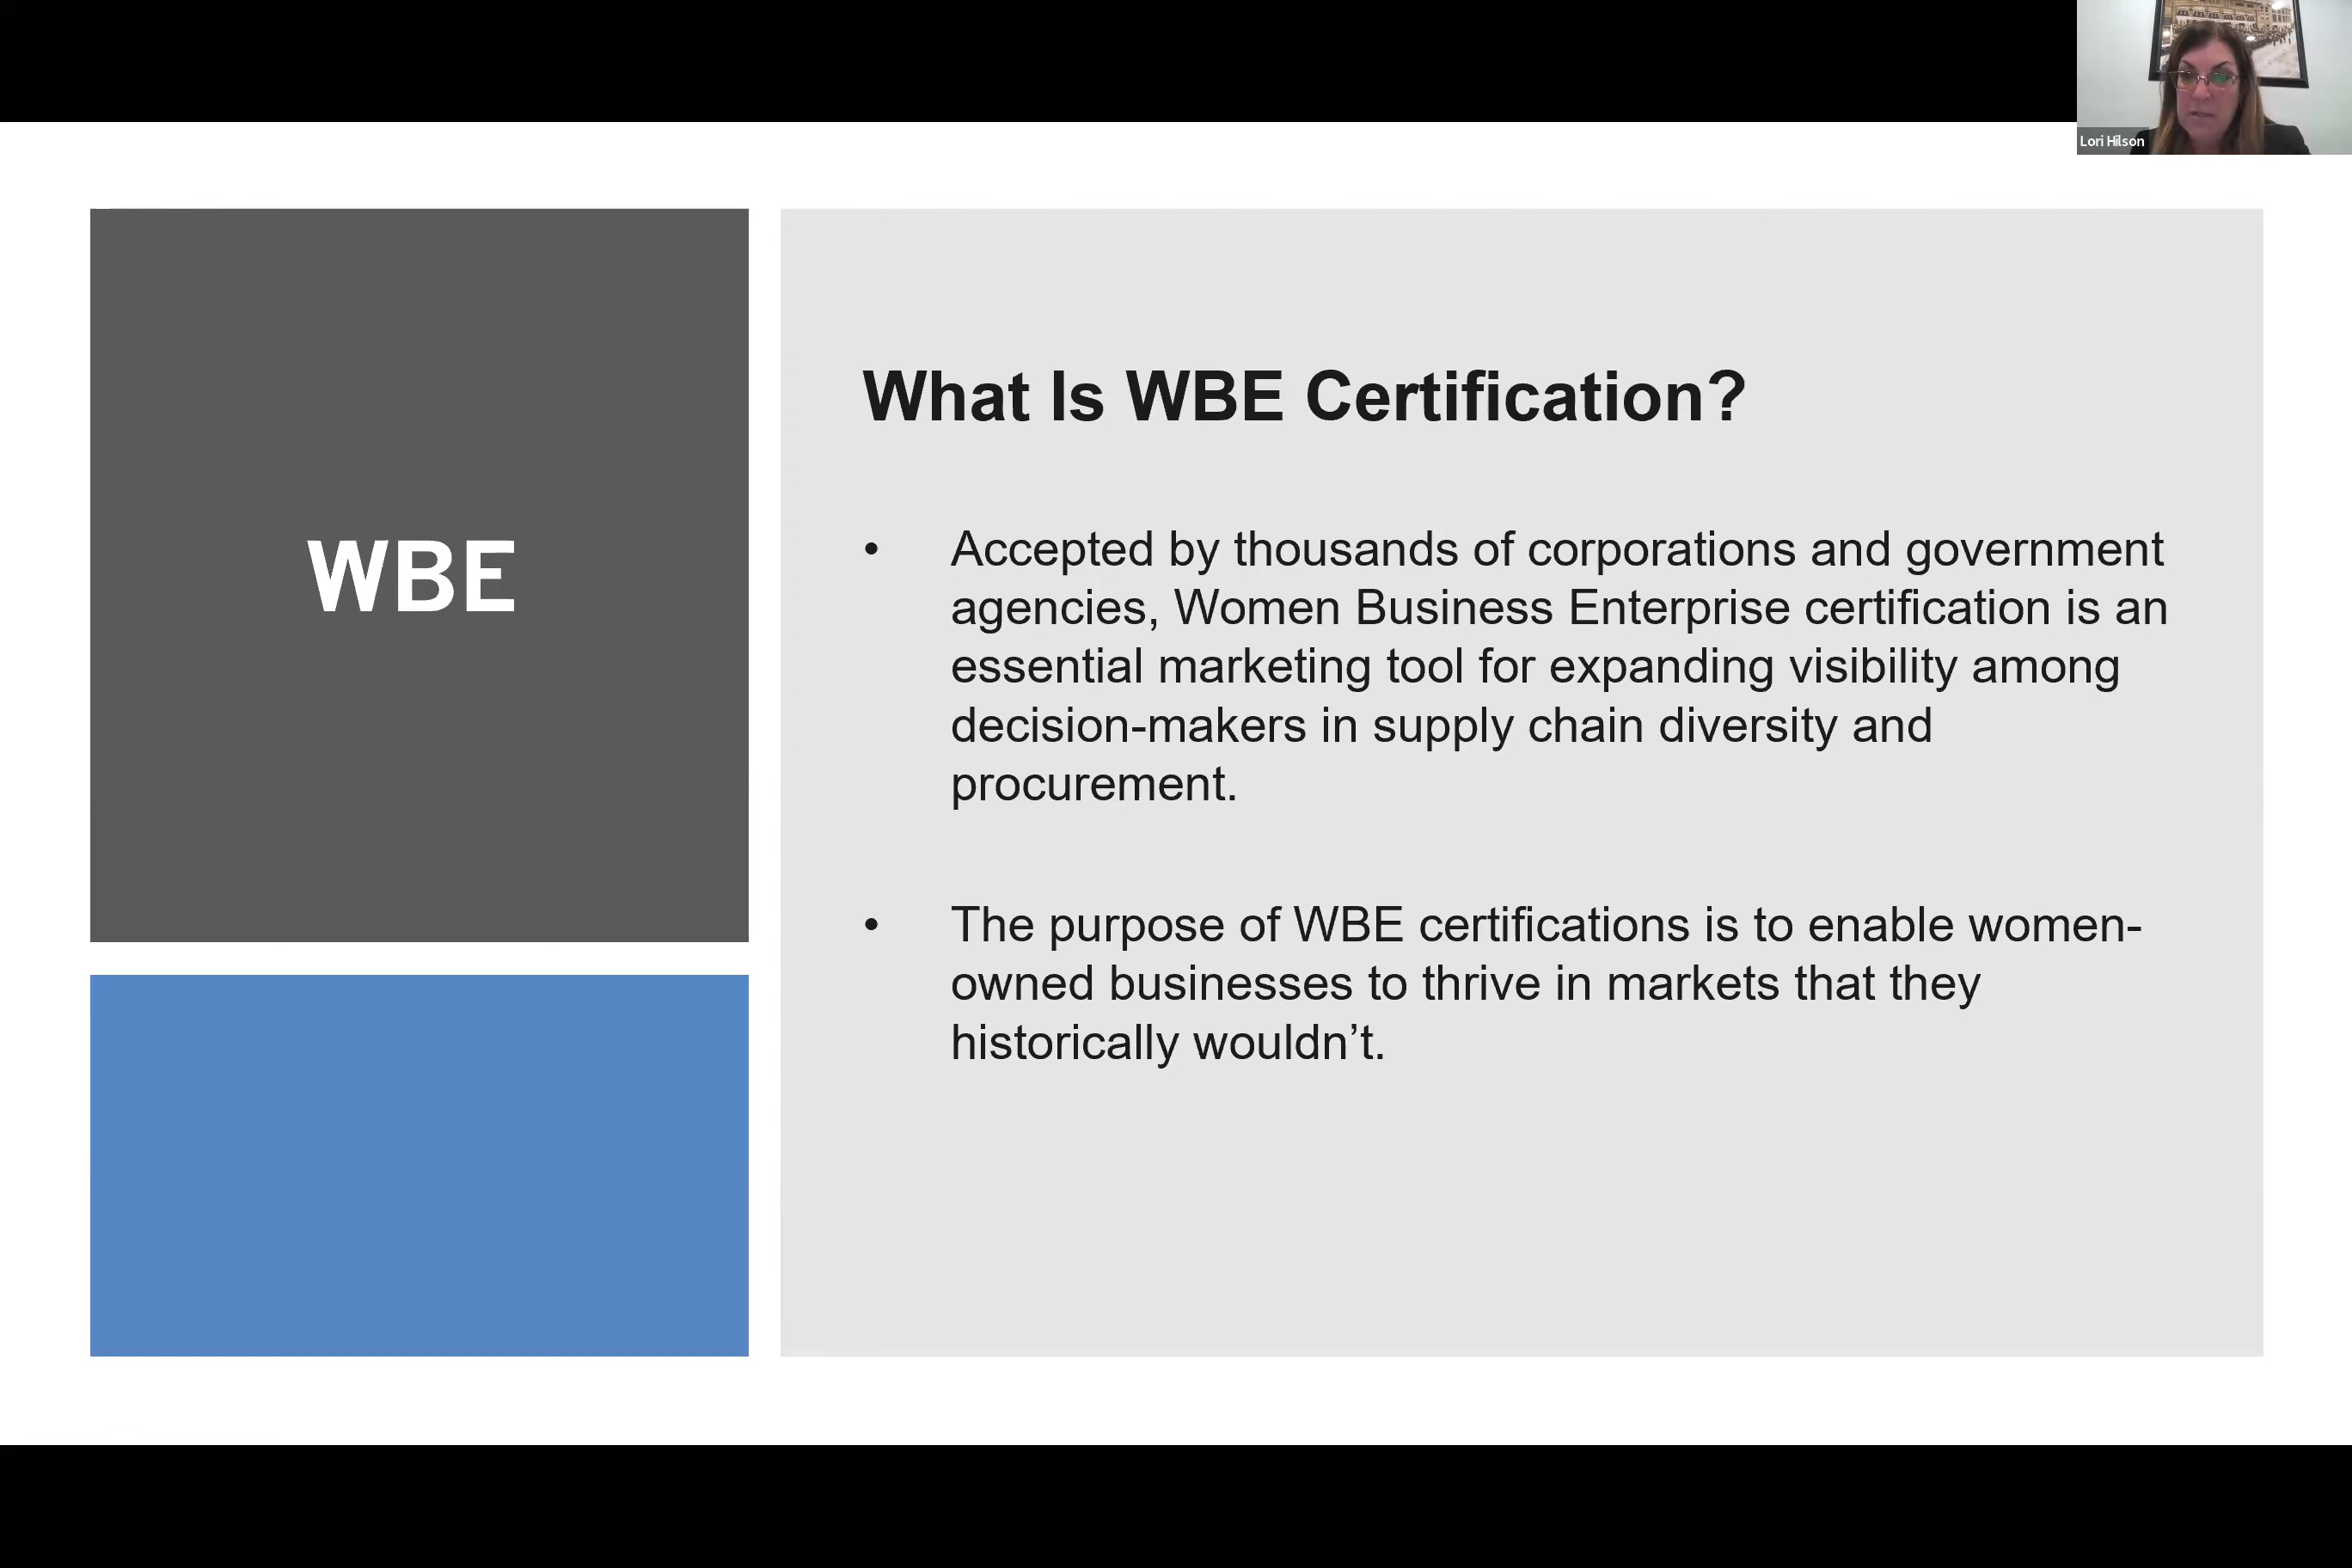 Lori Hilson
WBE
What Is WBE Certification?
• Accepted by thousands of corporations and government
agencies, Women Business Enterprise certification is an
essential marketing tool for expanding visibility among
decision-makers in supply chain diversity and
procurement.
• The purpose of WBE certifications is to enable women-
owned businesses to thrive in markets that they
historically wouldn’t.